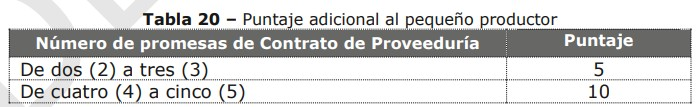 Tabla 20 – Puntaje adicional al pequeño productor
Número de promesas de Contrato de Proveeduría Puntaje
De dos (2) a tres (3) 5
De cuatro (4) a cinco (5) 10